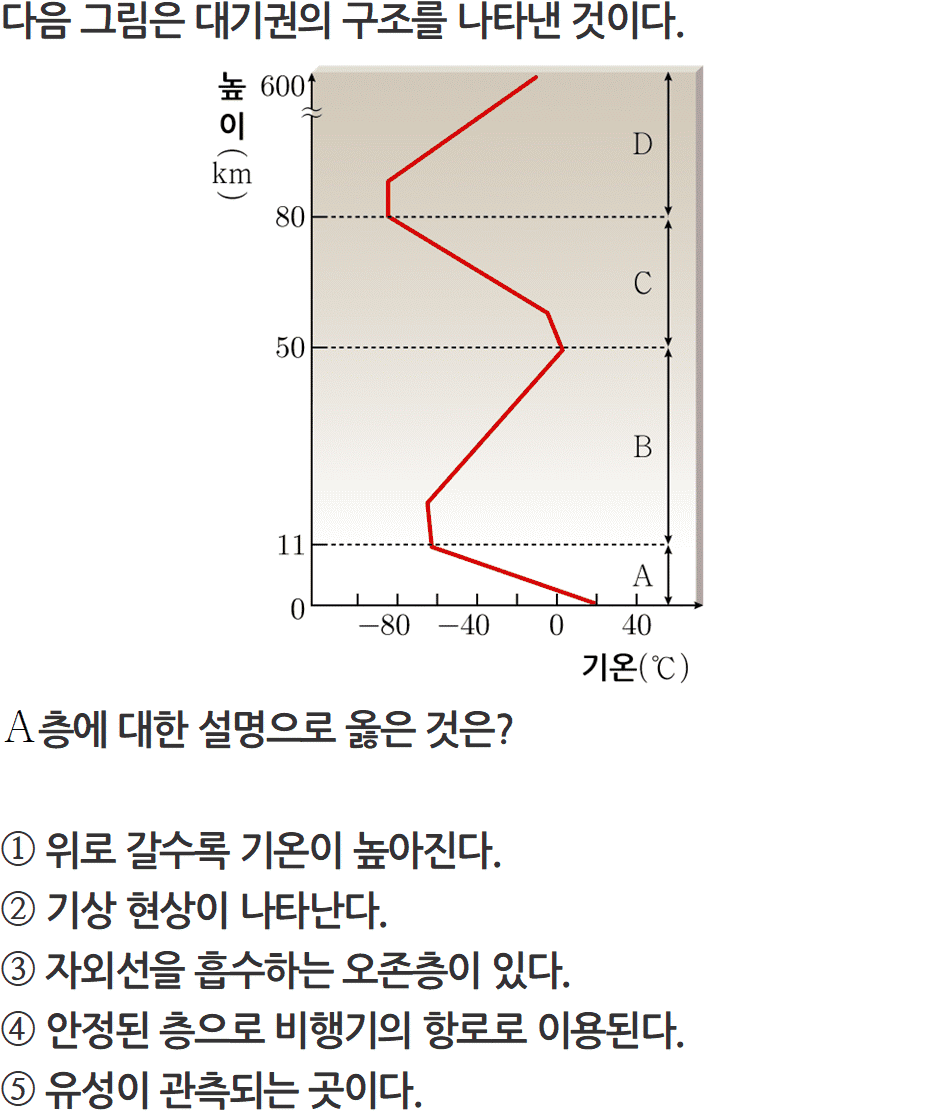 다음 그림은 대기권의 구조를 나타낸 것이다.
높이(km)
600
80
50
11
0
D
C
B
A
−80 −40 0 40
기온(℃)
A층에 대한 설명으로 옳은 것은?
① 위로 갈수록 기온이 높아진다.
② 기상 현상이 나타난다.
③ 자외선을 흡수하는 오존층이 있다.
④ 안정된 층으로 비행기의 항로로 이용된다.
⑤ 유성이 관측되는 곳이다.